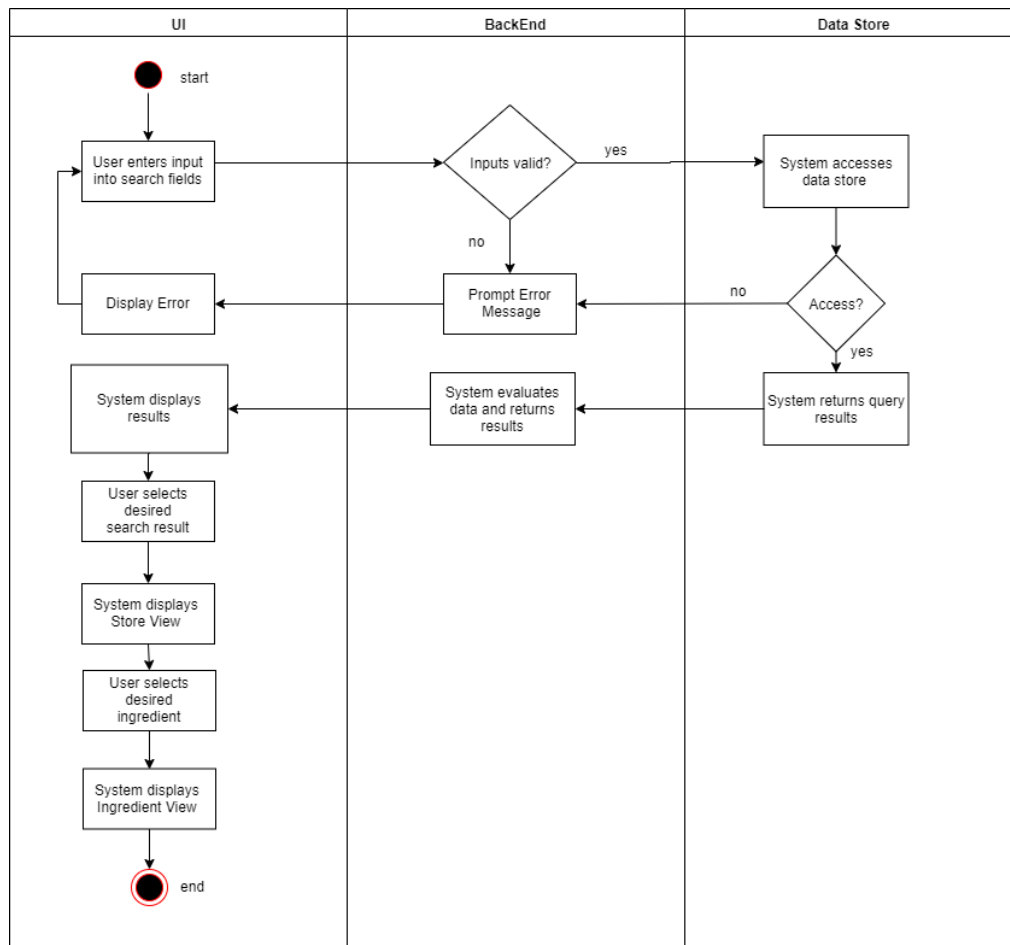 UI
BackEnd
Data Store
start
User enters input
into search fields
Inputs valid?
yes
System accesses
data store
no
Display Error
Prompt Error
Message
no
Access?
yes
System displays
results
System evaluates
data and returns
results
System returns query
results
User selects
desired
search result
System displays
Store View
User selects
desired
ingredient
System displays
Ingredient View
end